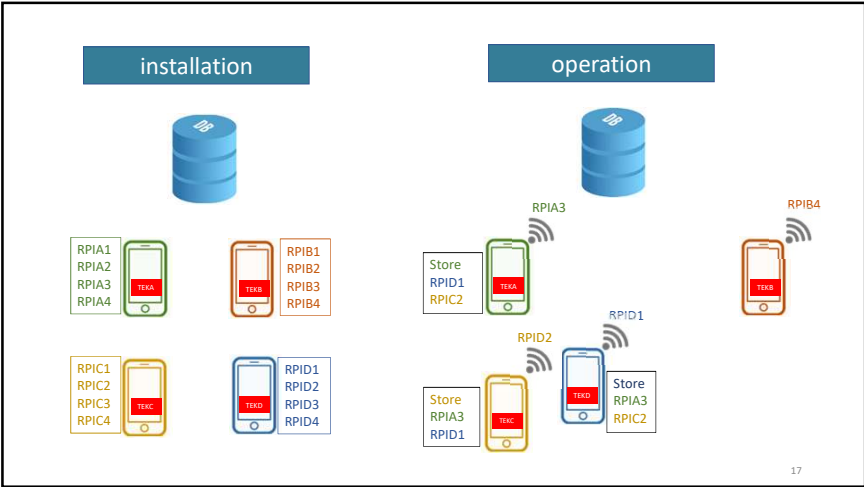 installation
operation
DB
DB
RPIA3
RPIB4
RPIA1
RPIA2
RPIA3
RPIA4
TEKA
TEKB
RPIB1
RPIB2
RPIB3
RPIB4
Store
RPID1
RPIC2
TEKA
TEKB
RPIC1
RPIC2
RPIC3
RPIC4
TEKC
TEKD
RPID1
RPID2
RPID3
RPID4
RPID2
RPID1
Store
RPIA3
RPID1
TEKC
TEKD
Store
RPIA3
RPIC2
17